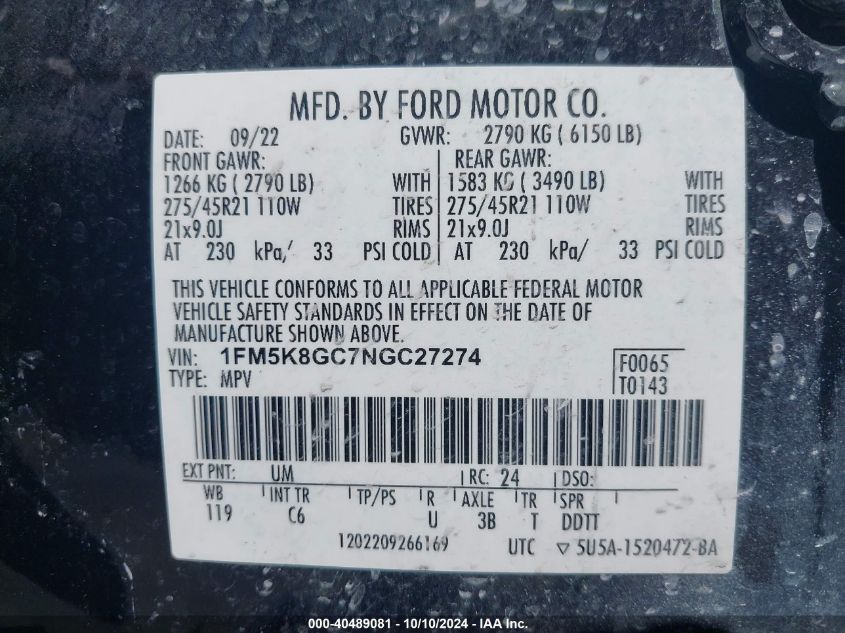 MFD. BY FORD MOTOR CO.
DATE: 09/22 GVWR: 2790 KG ( 6150 LB)
FRONT GAWR: REAR GAWR:
1266 KG ( 2790 LB) WITH 1583 KG ( 3490 LB) WITH
275/45R21 110W TIRES 275/45R21 110W TIRES
21x9.0J RIMS 21x9.0J RIMS
AT 230 kPa/ 33 PSI COLD AT 230 kPa/ 33 PSI COLD
THIS VEHICLE CONFORMS TO ALL APPLICABLE FEDERAL MOTOR
VEHICLE SAFETY STANDARDS IN EFFECT ON THE DATE OF
MANUFACTURE SHOWN ABOVE.
VIN: 1FM5K8GC7NGC27274 F0065
TYPE: MPV T0143
EXT PNT: UM RC: 24 DSO:
WB INT TR TP/PS R AXLE TR SPR
119 C6 U 3B T DDTT
1202209266169 UTC ▽ 5U5A-1520472-BA
000-40489081 - 10/10/2024 - IAA Inc.